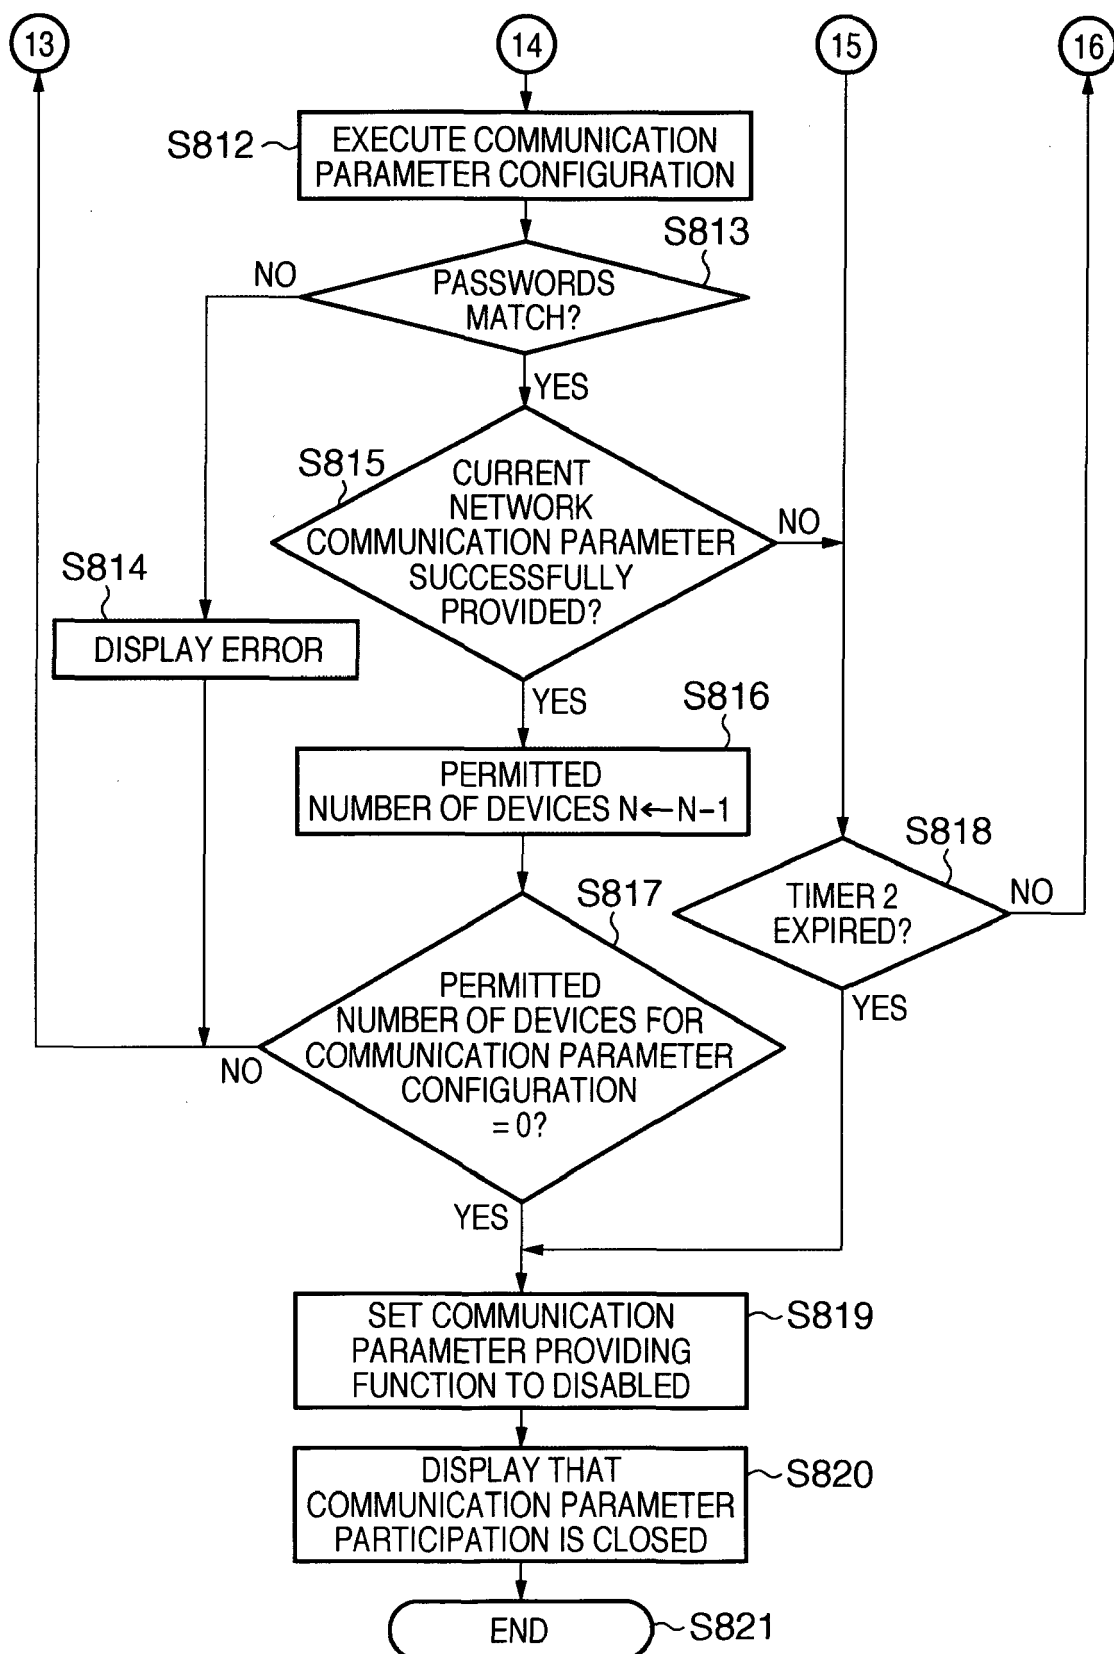 13
14
15
16
S812
EXECUTE COMMUNICATION
PARAMETER CONFIGURATION
S813
NO
PASSWORDS
MATCH?
YES
S815
CURRENT
NETWORK
COMMUNICATION PARAMETER
SUCCESSFULLY
PROVIDED?
NO
S814
DISPLAY ERROR
YES
S816
PERMITTED
NUMBER OF DEVICES N←N-1
S818
TIMER 2
EXPIRED?
NO
YES
S817
PERMITTED
NUMBER OF DEVICES FOR
COMMUNICATION PARAMETER
CONFIGURATION
= 0?
NO
YES
SET COMMUNICATION
PARAMETER PROVIDING
FUNCTION TO DISABLED
S819
DISPLAY THAT
COMMUNICATION PARAMETER
PARTICIPATION IS CLOSED
S820
END
S821